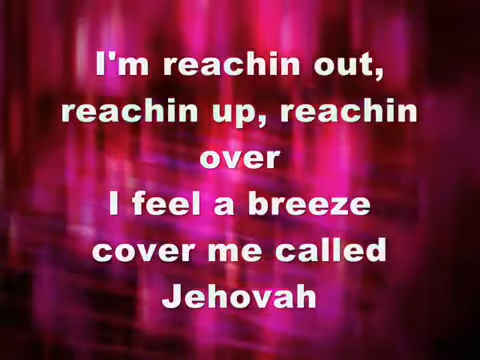 I'm reachin out,
reachin up, reachin
over
I feel a breeze
cover me called
Jehovah